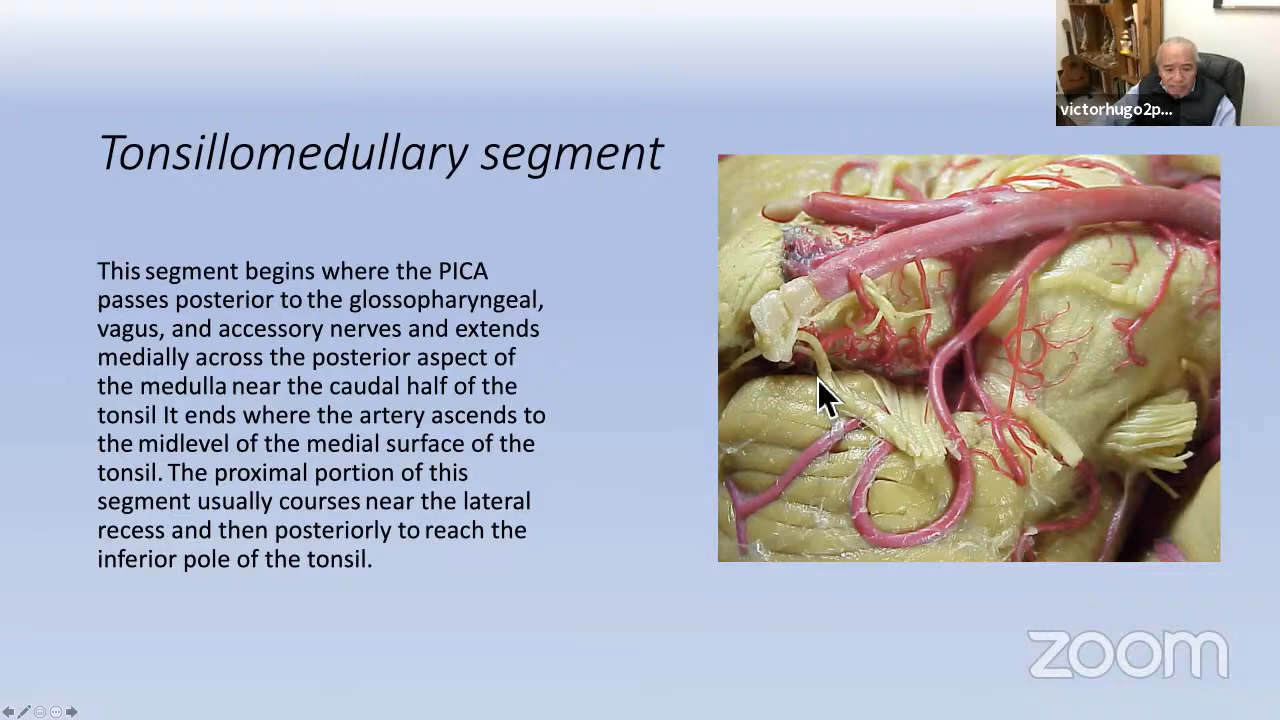 victorhugo2p...
Tonsillomedullary segment
This segment begins where the PICA
passes posterior to the glossopharyngeal,
vagus, and accessory nerves and extends
medially across the posterior aspect of
the medulla near the caudal half of the
tonsil It ends where the artery ascends to
the midlevel of the medial surface of the
tonsil. The proximal portion of this
segment usually courses near the lateral
recess and then posteriorly to reach the
inferior pole of the tonsil.
zoom